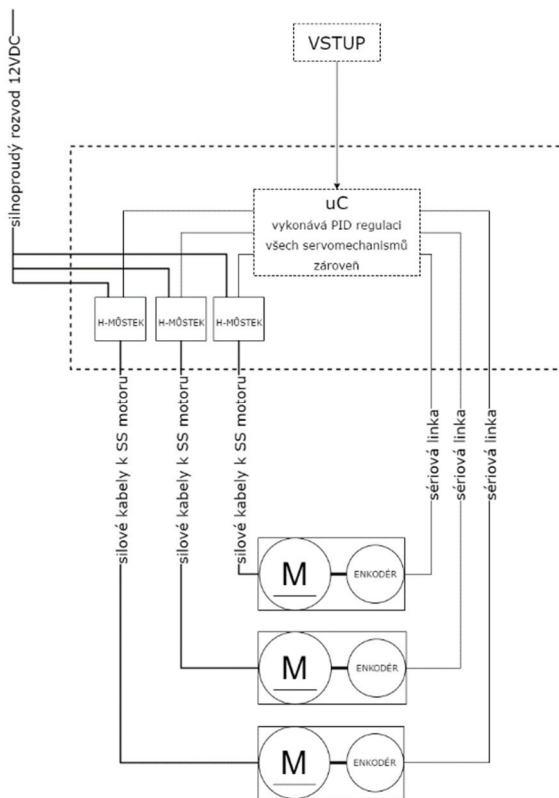 silnoproudý rozvod 12VDC
VSTUP
uC
vykonává PID regulaci
všech servomechanismů
zároveň
H-MŮSTEK
H-MŮSTEK
H-MŮSTEK
silové kabely k SS motoru
silové kabely k SS motoru
silové kabely k SS motoru
sériová linka
sériová linka
sériová linka
M
ENKODÉR
M
ENKODÉR
M
ENKODÉR